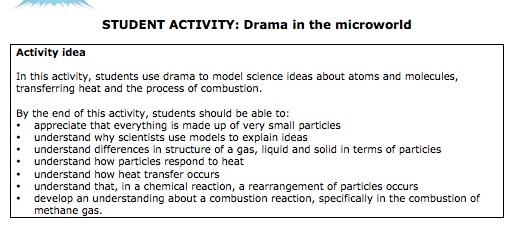 STUDENT ACTIVITY: Drama in the microworld
Activity idea
In this activity, students use drama to model science ideas about atoms and molecules,
transferring heat and the process of combustion.
By the end of this activity, students should be able to:
• appreciate that everything is made up of very small particles
• understand why scientists use models to explain ideas
• understand differences in structure of a gas, liquid and solid in terms of particles
• understand how particles respond to heat
• understand how heat transfer occurs
• understand that, in a chemical reaction, a rearrangement of particles occurs
• develop an understanding about a combustion reaction, specifically in the combustion of
methane gas.